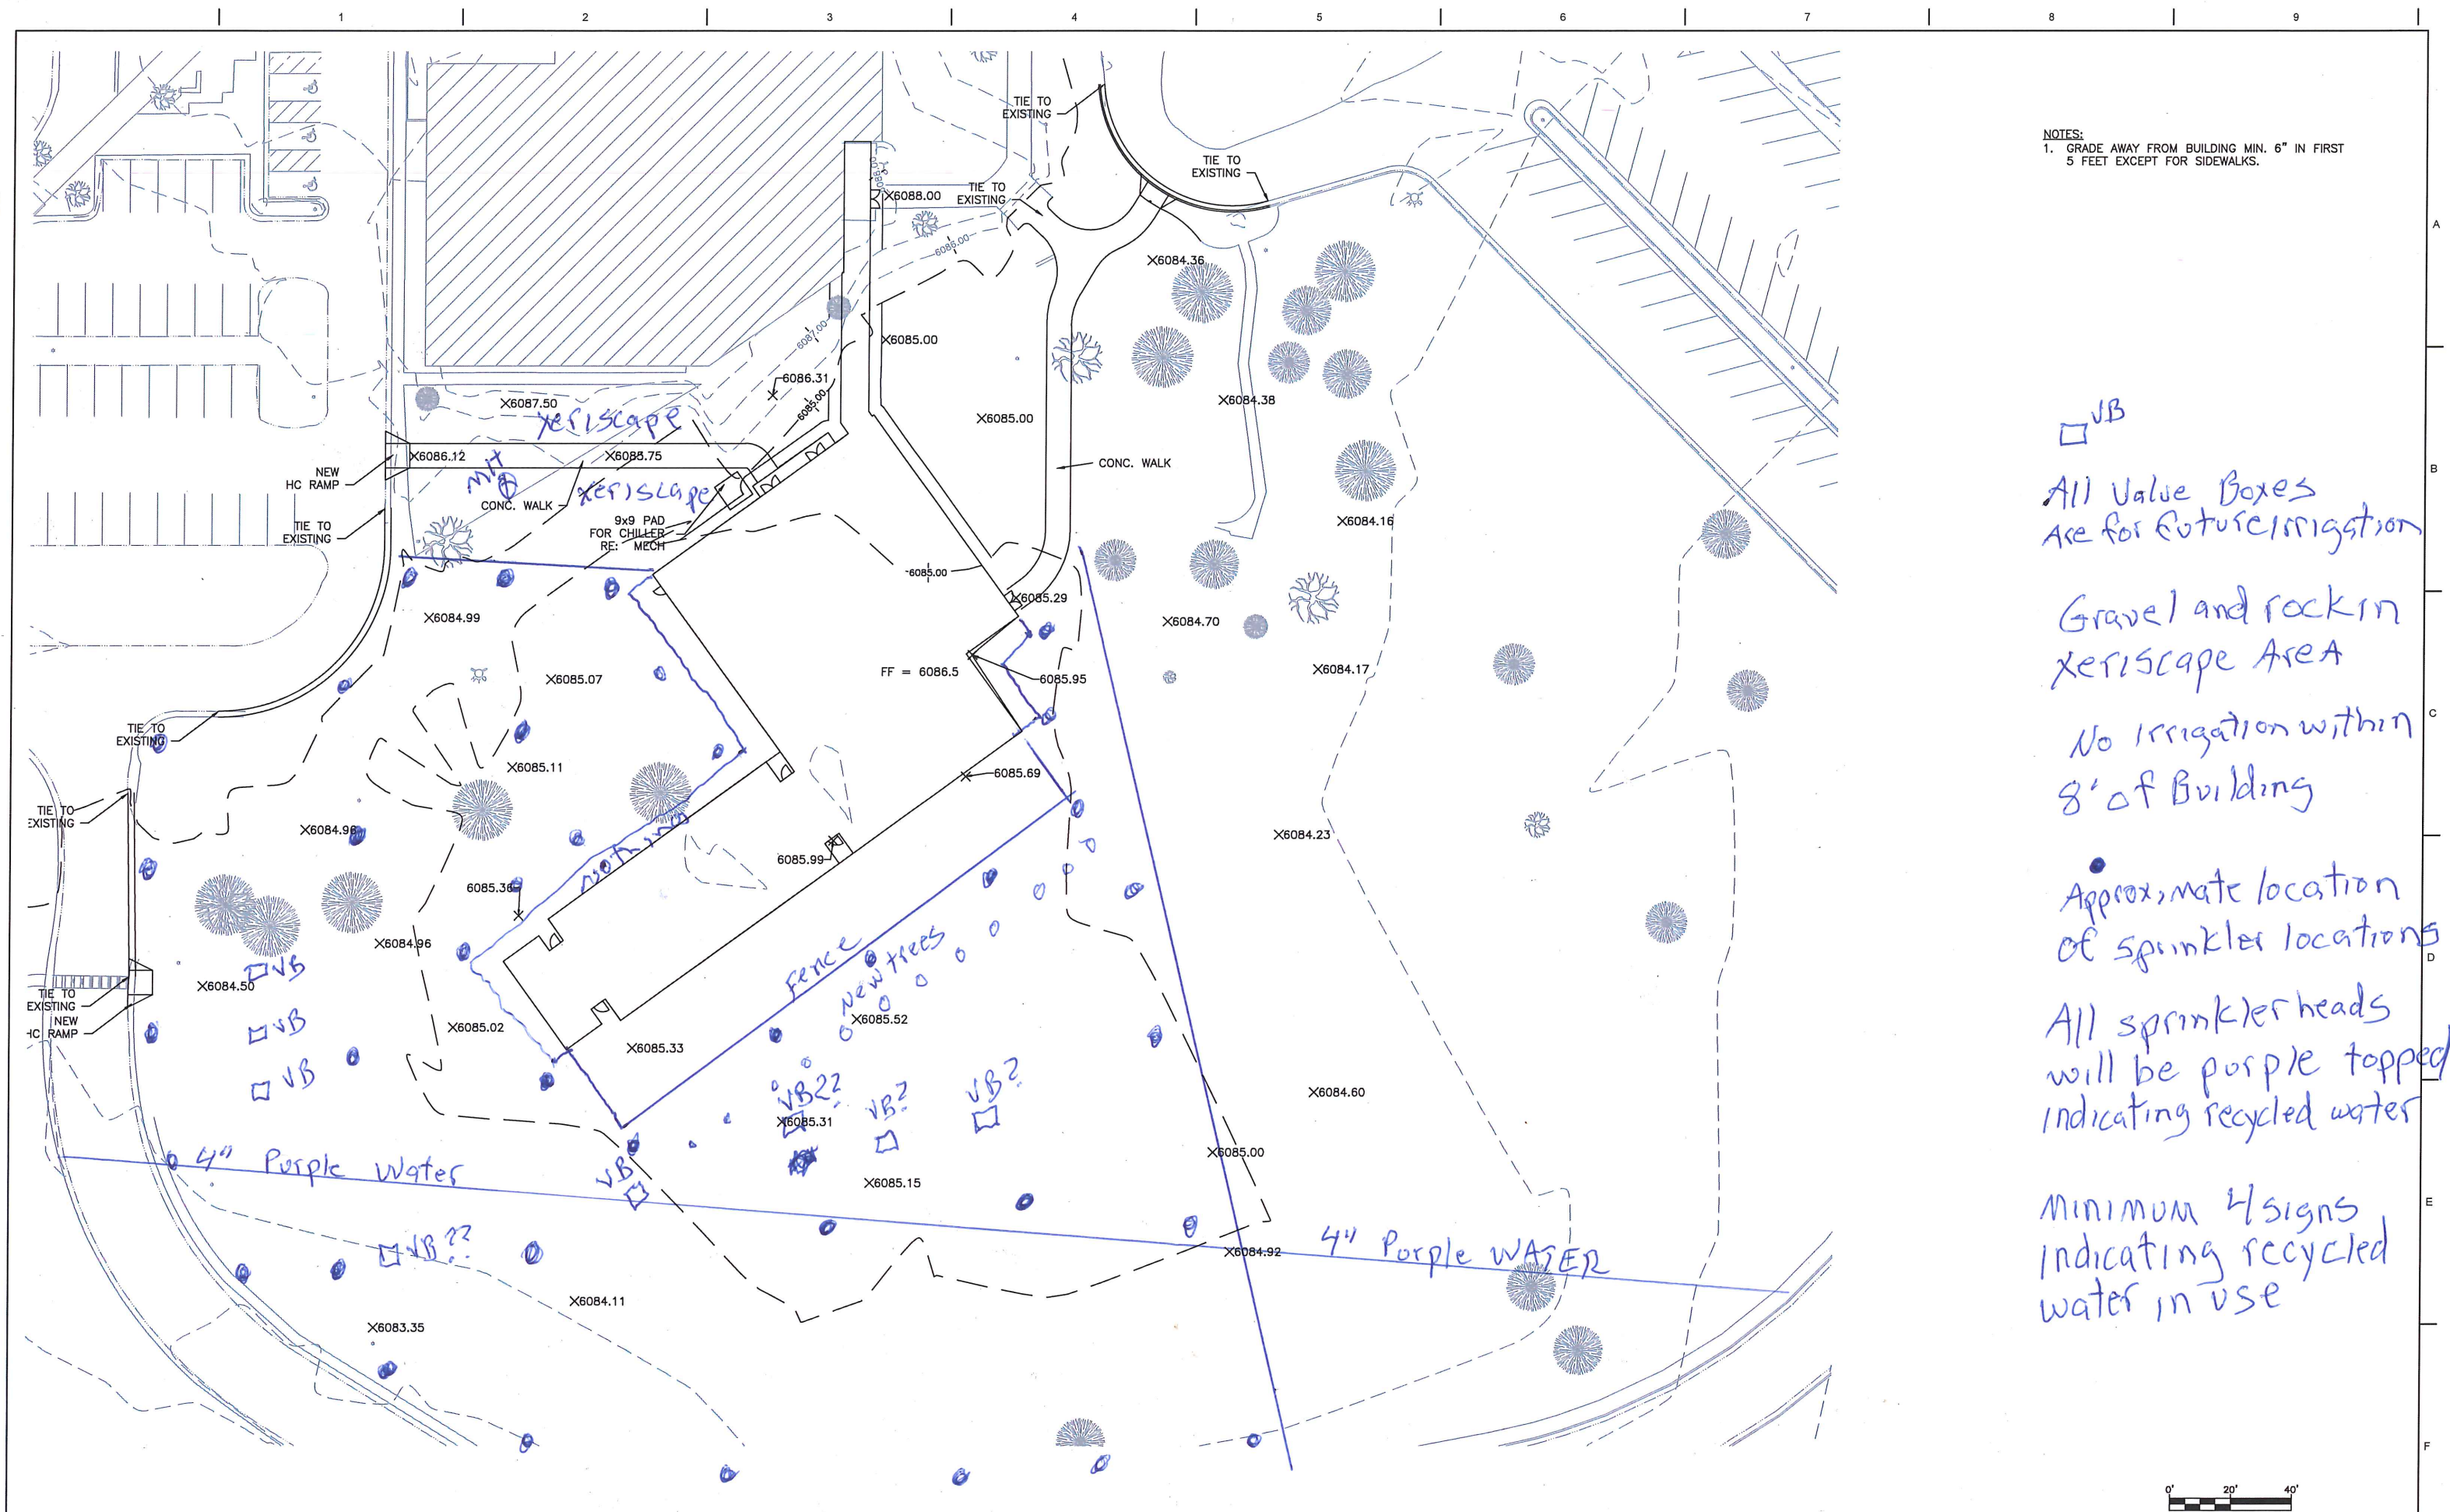 1 2 3 4 5 6 7 8 9
NOTES:
1. GRADE AWAY FROM BUILDING MIN. 6" IN FIRST
5 FEET EXCEPT FOR SIDEWALKS.
A
B
C
D
E
F
TIE TO
EXISTING
TIE TO
EXISTING
TIE TO
EXISTING
6088.00
X6088.00
6086.00
X6084.36
6087.00
X6085.00
6086.31
6085.00
X6087.50
Xeriscape
X6085.00
X6084.38
X6086.12
X6085.75
NEW
HC RAMP
CONC. WALK
Xeriscape
CONC. WALK
9x9 PAD
FOR CHILLER
RE: MECH
TIE TO
EXISTING
X6084.16
6085.00
X6085.29
X6084.99
X6084.70
X6085.07
FF = 6086.5
6085.95
X6084.17
TIE TO
EXISTING
X6085.11
6085.69
TIE TO
EXISTING
X6084.96
nothing
6085.99
X6084.23
6085.36
X6084.96
Fence
New trees
VB
X6084.50
TIE TO
EXISTING
NEW
HC RAMP
VB
X6085.02
X6085.52
X6085.33
VB
VB??
VB?
VB?
X6085.31
X6084.60
X6085.00
4" Purple Water
VB
X6085.15
VB??
X6084.92
4" Purple WATER
X6084.11
X6083.35
VB
All Value Boxes
Are for future irrigation
Gravel and rock in
Xeriscape AreA
No Irrigation within
8' of Building
Approximate location
of sprinkler locations
All sprinkler heads
will be purple topped
indicating recycled water
MINIMUM 4 signs
indicating recycled
water in use
0' 20' 40'